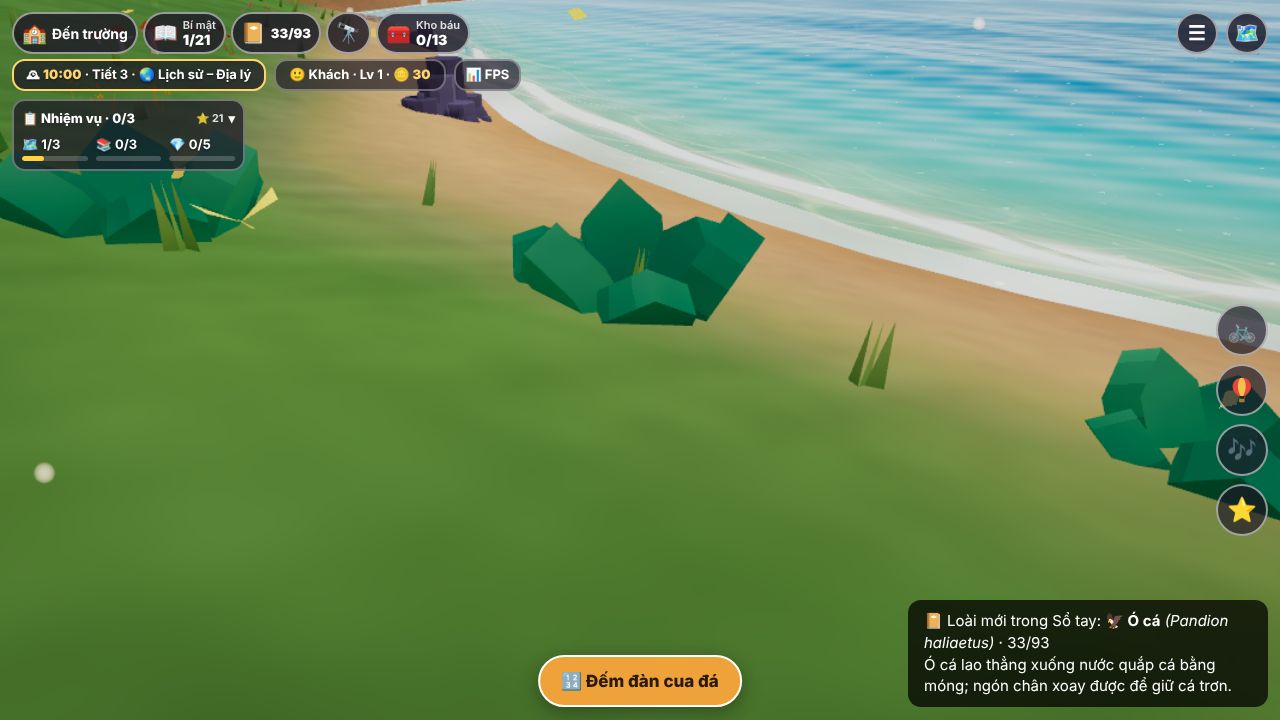 Đến trường
Bí mật
1/21
33/93
Kho báu
0/13
10:00 · Tiết 3 · Lịch sử – Địa lý
Khách · Lv 1 · 30
FPS
Nhiệm vụ · 0/3
21 ▾
1/3
0/3
0/5
Loài mới trong Sổ tay: Ó cá (Pandion
haliaetus) · 33/93
Ó cá lao thẳng xuống nước quắp cá bằng
móng; ngón chân xoay được để giữ cá trơn.
Đếm đàn cua đá